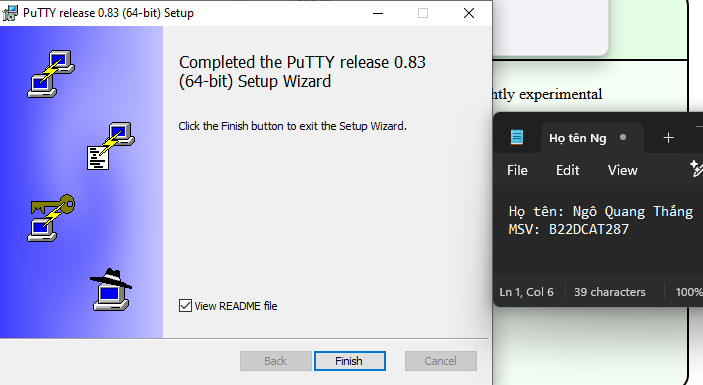 PuTTY release 0.83 (64-bit) Setup
Completed the PuTTY release 0.83
(64-bit) Setup Wizard
Click the Finish button to exit the Setup Wizard.
View README file
Back
Finish
Cancel
experimental
Họ tên Ng
File
Edit
View
Họ tên: Ngô Quang Thắng
MSV: B22DCAT287
Ln 1, Col 6
39 characters
100%